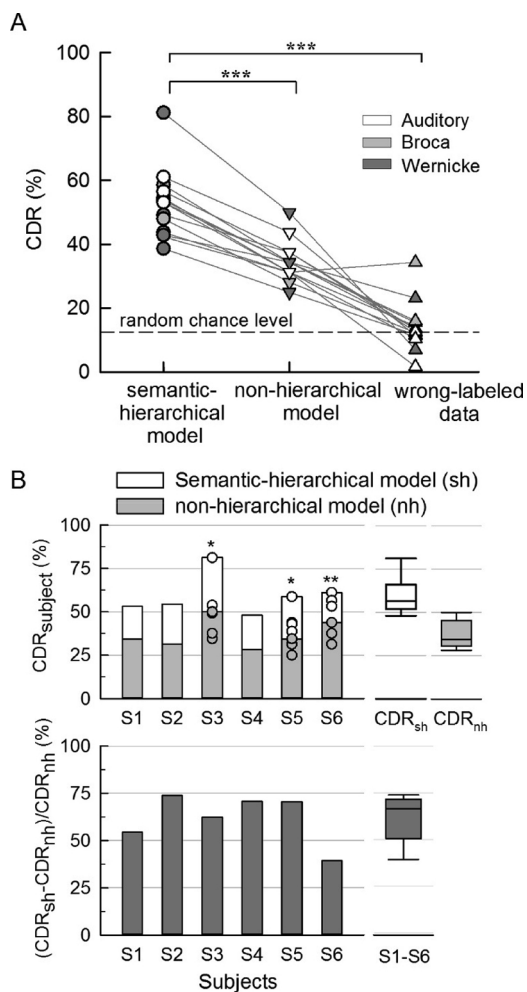 A
***
***
100
80
60
40
20
0
CDR (%)
Auditory
Broca
Wernicke
random chance level
semantic-
hierarchical
model
non-hierarchical
model
wrong-labeled
data
B
Semantic-hierarchical model (sh)
non-hierarchical model (nh)
CDRsubject (%)
100
75
50
25
0
*
*
**
S1 S2 S3 S4 S5 S6
CDRsh CDRnh
(CDRsh-CDRnh)/CDRnh (%)
100
75
50
25
0
S1 S2 S3 S4 S5 S6
S1-S6
Subjects